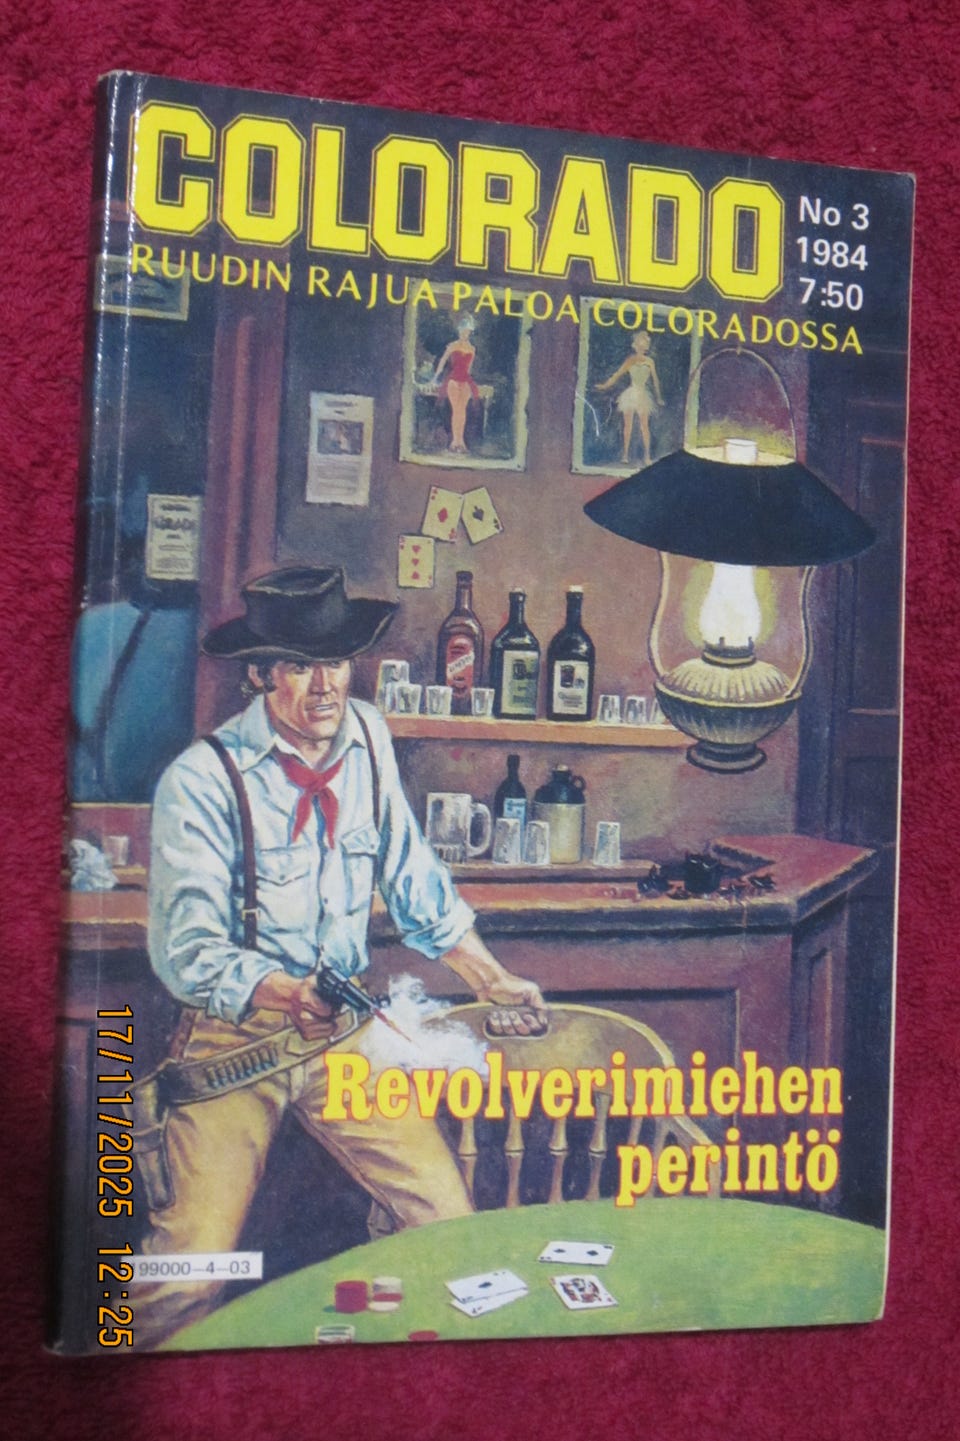 COLORADO
No 3
1984
7:50
RUUDIN RAJUA PALOA COLORADOSSA
Revolverimiehen
perintö
199000-4-03
17/11/2025 12:25